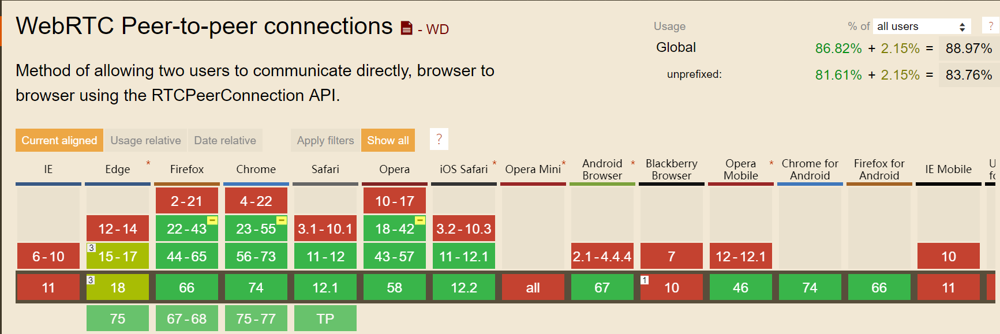 WebRTC Peer-to-peer connections - WD
Usage % of all users ?
Global 86.82% + 2.15% = 88.97%
unprefixed: 81.61% + 2.15% = 83.76%
Method of allowing two users to communicate directly, browser to
browser using the RTCPeerConnection API.
Current aligned Usage relative Date relative Apply filters Show all ?
IE Edge * Firefox Chrome Safari Opera iOS Safari * Opera Mini * Android Browser * Blackberry Browser Opera Mobile * Chrome for Android Firefox for Android IE Mobile
2-21 4-22 10-17
12-14 22-43 23-55 3.1-10.1 18-42 3.2-10.3
6-10 3 15-17 44-65 56-73 11-12 43-57 11-12.1 2.1-4.4.4 7 12-12.1 10
11 3 18 66 74 12.1 58 12.2 all 67 1 10 46 74 66 11
75 67-68 75-77 TP